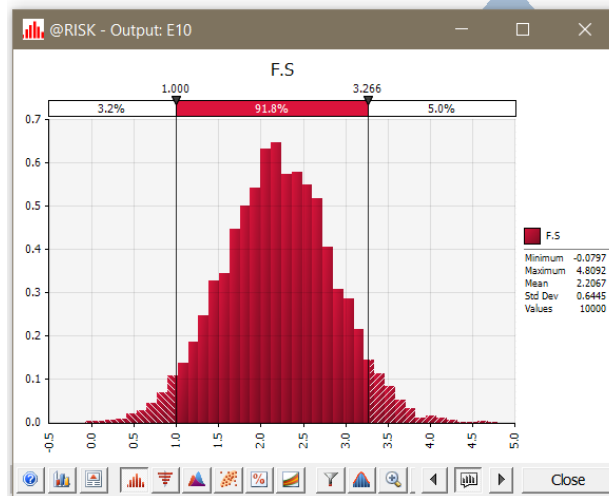 @RISK - Output: E10
F.S
1.000 3.266
3.2% 91.8% 5.0%
0.7
0.6
0.5
0.4
0.3
0.2
0.1
0.0
-0.5 0.0 0.5 1.0 1.5 2.0 2.5 3.0 3.5 4.0 4.5 5.0
F.S
Minimum -0.0797
Maximum 4.8092
Mean 2.2067
Std Dev 0.6445
Values 10000
Close